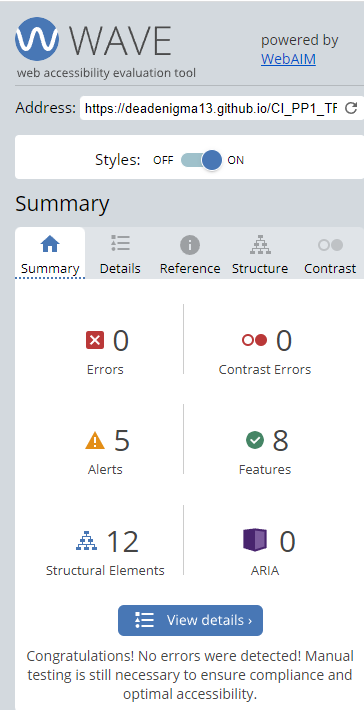 WAVE
web accessibility evaluation tool
powered by
WebAIM
Address: https://deadenigma13.github.io/CI_PP1_TF
Styles: OFF ON
Summary
Summary Details Reference Structure Contrast
0 0
Errors Contrast Errors
5 8
Alerts Features
12 0
Structural Elements ARIA
View details ›
Congratulations! No errors were detected! Manual
testing is still necessary to ensure compliance and
optimal accessibility.